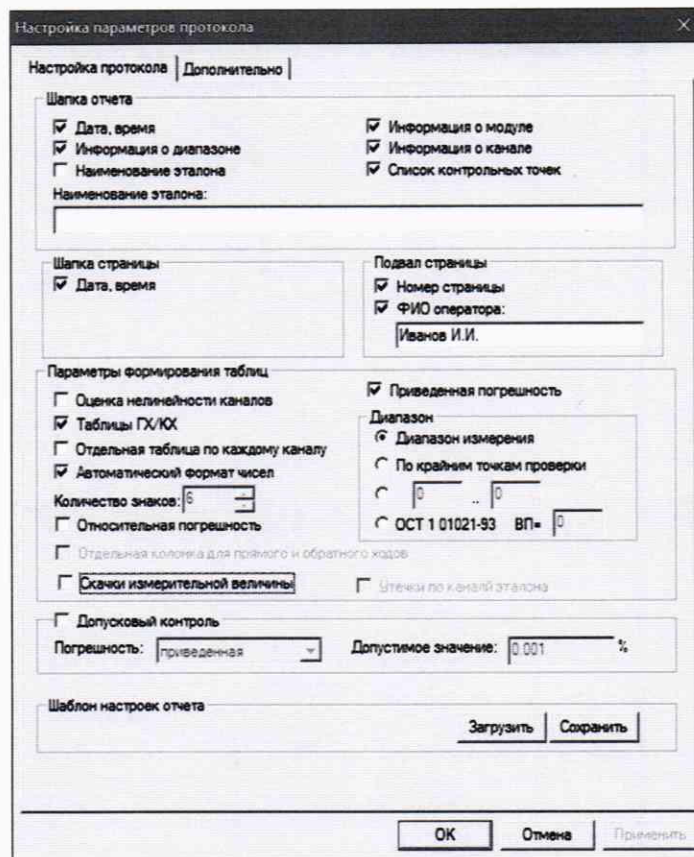 Настройка параметров протокола
Настройка протокола Дополнительно
Шапка отчета
Дата, время
Информация о модуле
Информация о диапазоне
Информация о канале
Наименование эталона
Список контрольных точек
Наименование эталона:
Шапка страницы
Дата, время
Подвал страницы
Номер страницы
ФИО оператора:
Иванов И.И.
Параметры формирования таблиц
Оценка нелинейности каналов
Таблицы ГХ/КХ
Отдельная таблица по каждому каналу
Автоматический формат чисел
Количество знаков: 6
Относительная погрешность
Приведенная погрешность
Диапазон
Диапазон измерения
По крайним точкам проверки
0 .. 0
ОСТ 1 01021-93 ВП= 0
Отдельная колонка для прямого и обратного ходов
Скачки измерительной величины
Утечки по каналй эталона
Допусковый контроль
Погрешность: приведенная Допустимое значение: 0.001 %
Шаблон настроек отчета
Загрузить Сохранить
OK Отмена Применить